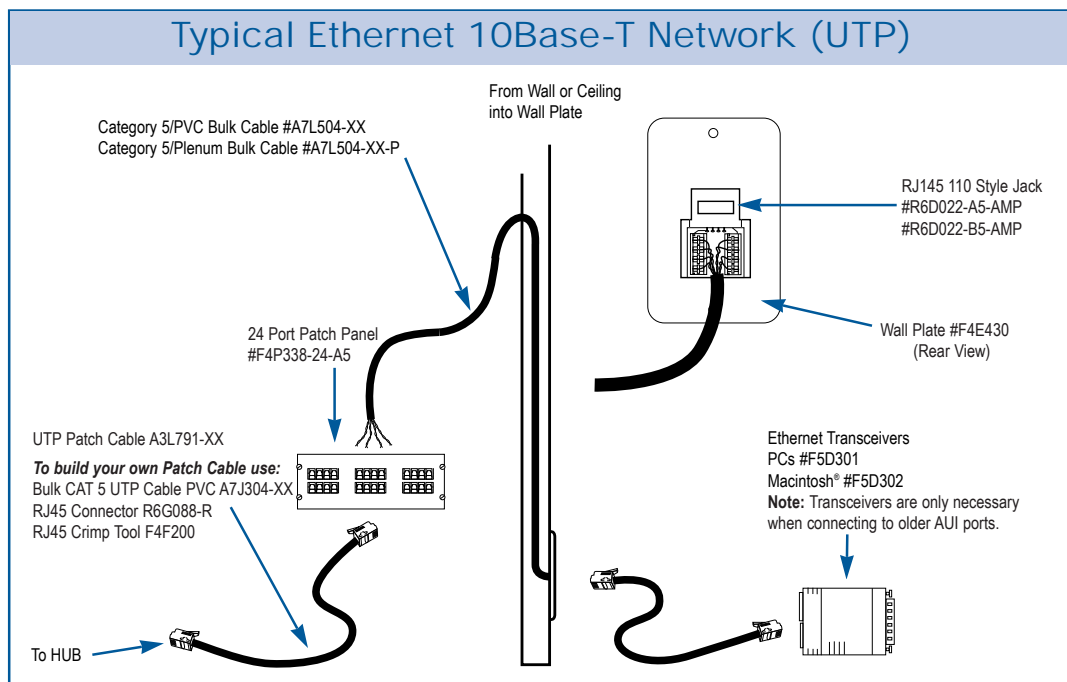 Typical Ethernet 10Base-T Network (UTP)
From Wall or Ceiling
into Wall Plate
Category 5/PVC Bulk Cable #A7L504-XX
Category 5/Plenum Bulk Cable #A7L504-XX-P
RJ145 110 Style Jack
#R6D022-A5-AMP
#R6D022-B5-AMP
24 Port Patch Panel
#F4P338-24-A5
Wall Plate #F4E430
(Rear View)
UTP Patch Cable A3L791-XX
To build your own Patch Cable use:
Bulk CAT 5 UTP Cable PVC A7J304-XX
RJ45 Connector R6G088-R
RJ45 Crimp Tool F4F200
Ethernet Transceivers
PCs #F5D301
Macintosh® #F5D302
Note: Transceivers are only necessary
when connecting to older AUI ports.
To HUB